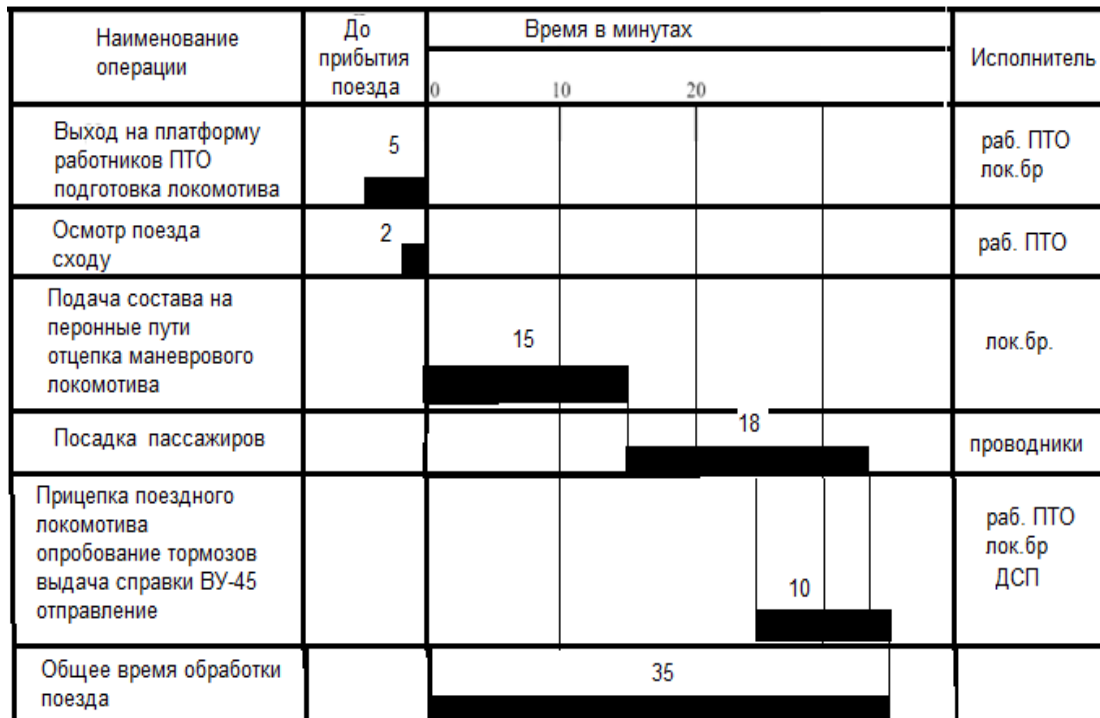 Наименование
операции
До
прибытия
поезда
Время в минутах
0 10 20
Исполнитель
Выход на платформу
работников ПТО
подготовка локомотива
5
раб. ПТО
лок.бр
Осмотр поезда
сходу
2
раб. ПТО
Подача состава на
перонные пути
отцепка маневрового
локомотива
15
лок.бр.
Посадка пассажиров
18
проводники
Прицепка поездного
локомотива
опробование тормозов
выдача справки ВУ-45
отправление
10
раб. ПТО
лок.бр
ДСП
Общее время обработки
поезда
35